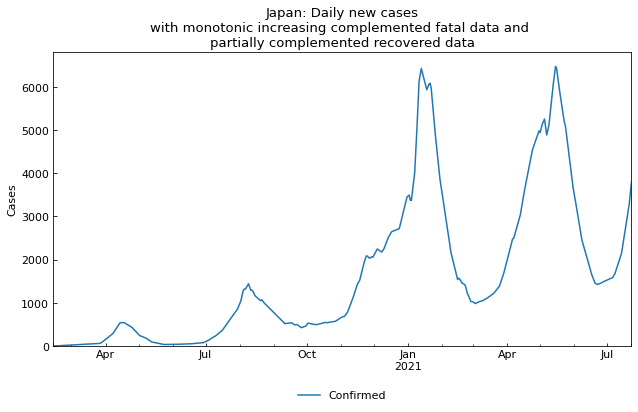 Japan: Daily new cases
with monotonic increasing complemented fatal data and
partially complemented recovered data
6000
5000
4000
3000
2000
1000
0
Cases
Apr
Jul
Oct
Jan
2021
Apr
Jul
Confirmed